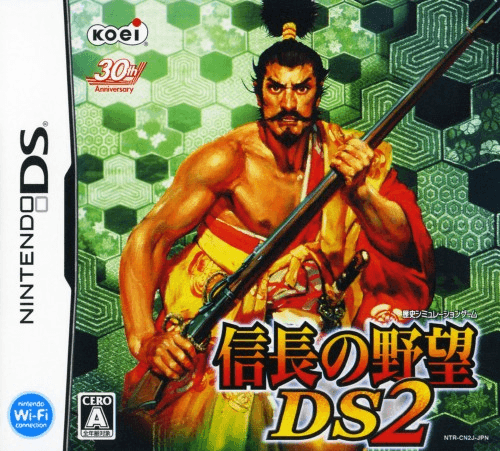 KOEI
30th
Anniversary
NINTENDO DS
歴史シミュレーションゲーム
信長の野望
DS2
Nintendo
Wi-Fi
connection
CERO
A
全年齢対象
NTR-CN2J-JPN